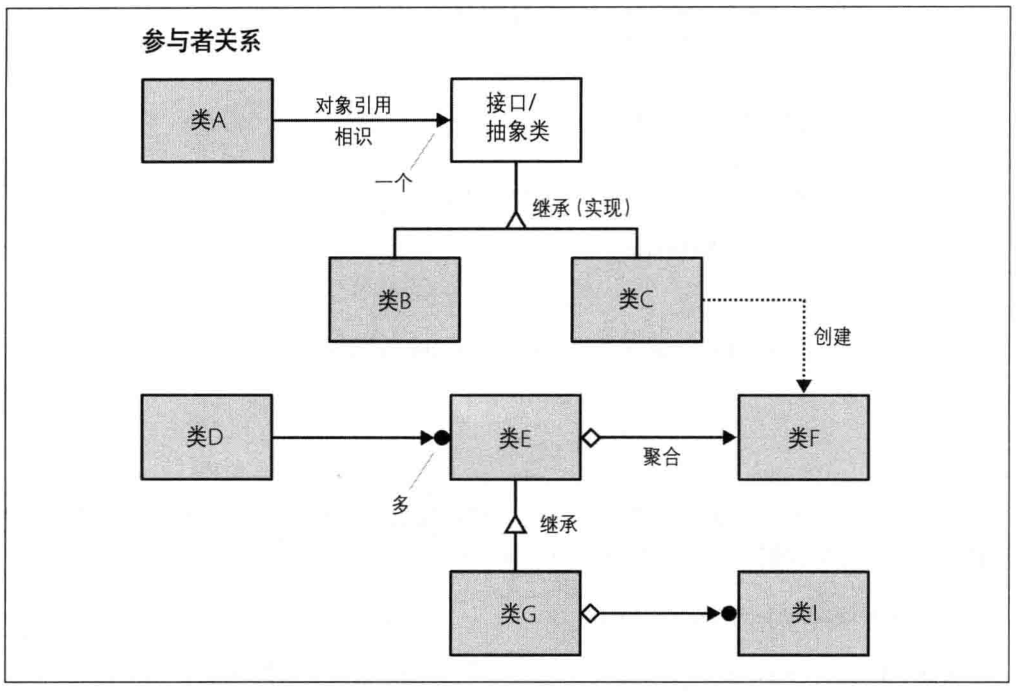 参与者关系
类A
对象引用
相识
接口/
抽象类
一个
继承(实现)
类B
类C
创建
类D
多
类E
聚合
类F
继承
类G
类I